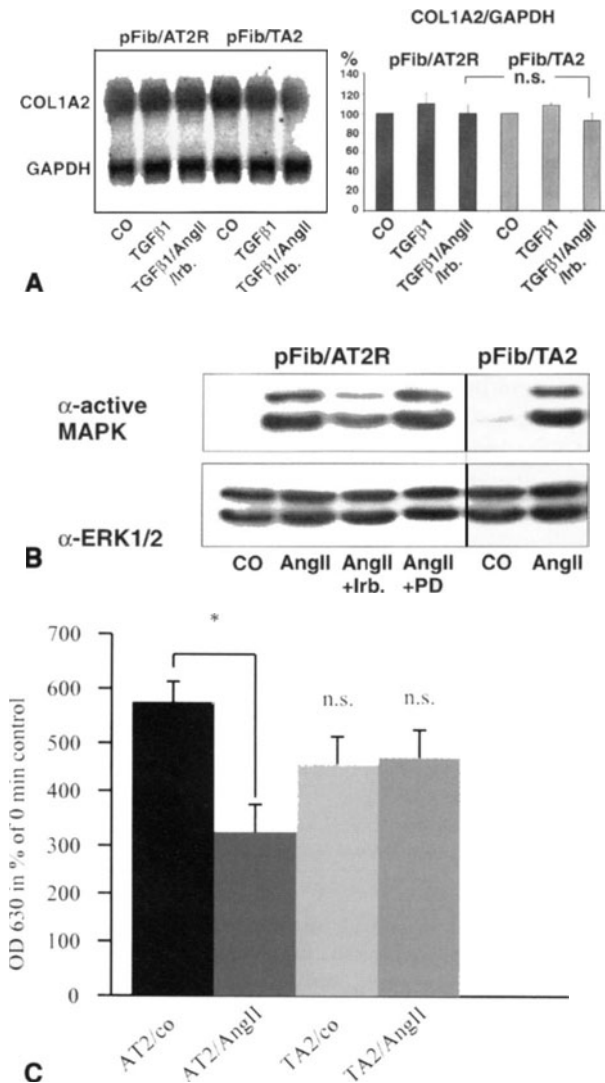 COL1A2/GAPDH
pFib/AT2R pFib/TA2
COL1A2
GAPDH
CO
TGFβ1
TGFβ1/AngII
/Irb.
CO
TGFβ1
TGFβ1/AngII
/Irb.
%
pFib/AT2R pFib/TA2
n.s.
140
120
100
80
60
40
20
0
CO
TGFβ1
TGFβ1/AngII
/Irb.
CO
TGFβ1
TGFβ1/AngII
/Irb.
A
pFib/AT2R pFib/TA2
α-active
MAPK
α-ERK1/2
B
CO AngII AngII AngII CO AngII
+Irb. +PD
700
600
500
400
300
200
100
0
OD 630 in % of 0 min control
*
n.s. n.s.
AT2/co
AT2/AngII
TA2/co
TA2/AngII
C